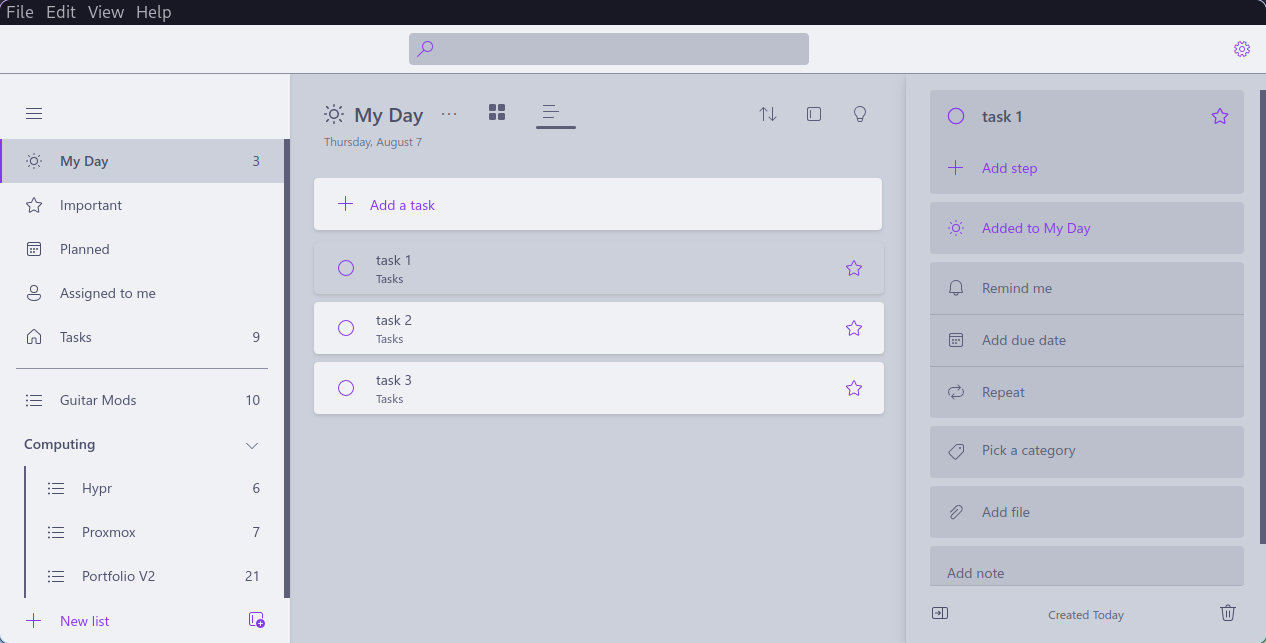 File Edit View Help
My Day 3
Important
Planned
Assigned to me
Tasks 9
Guitar Mods 10
Computing
Hypr 6
Proxmox 7
Portfolio V2 21
New list
My Day
Thursday, August 7
Add a task
task 1
Tasks
task 2
Tasks
task 3
Tasks
task 1
Add step
Added to My Day
Remind me
Add due date
Repeat
Pick a category
Add file
Add note
Created Today